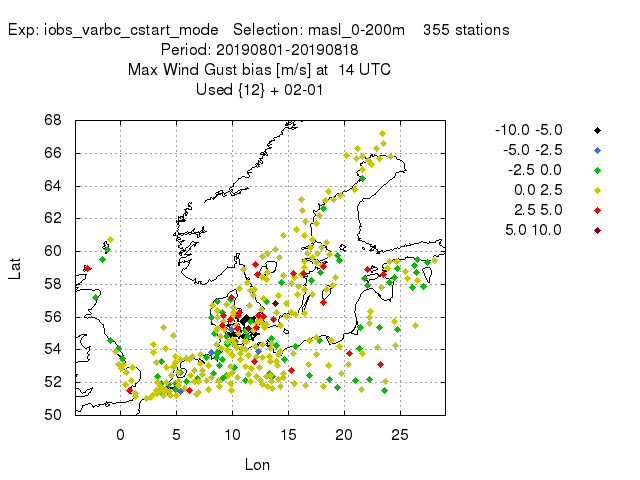 Exp: iobs_varbc_cstart_mode   Selection: masl_0-200m    355 stations
Period: 20190801-20190818
Max Wind Gust bias [m/s] at  14 UTC
Used {12} + 02-01
68
66
64
62
60
58
56
54
52
50
Lat
0 5 10 15 20 25
Lon
-10.0 -5.0
-5.0 -2.5
-2.5 0.0
0.0 2.5
2.5 5.0
5.0 10.0